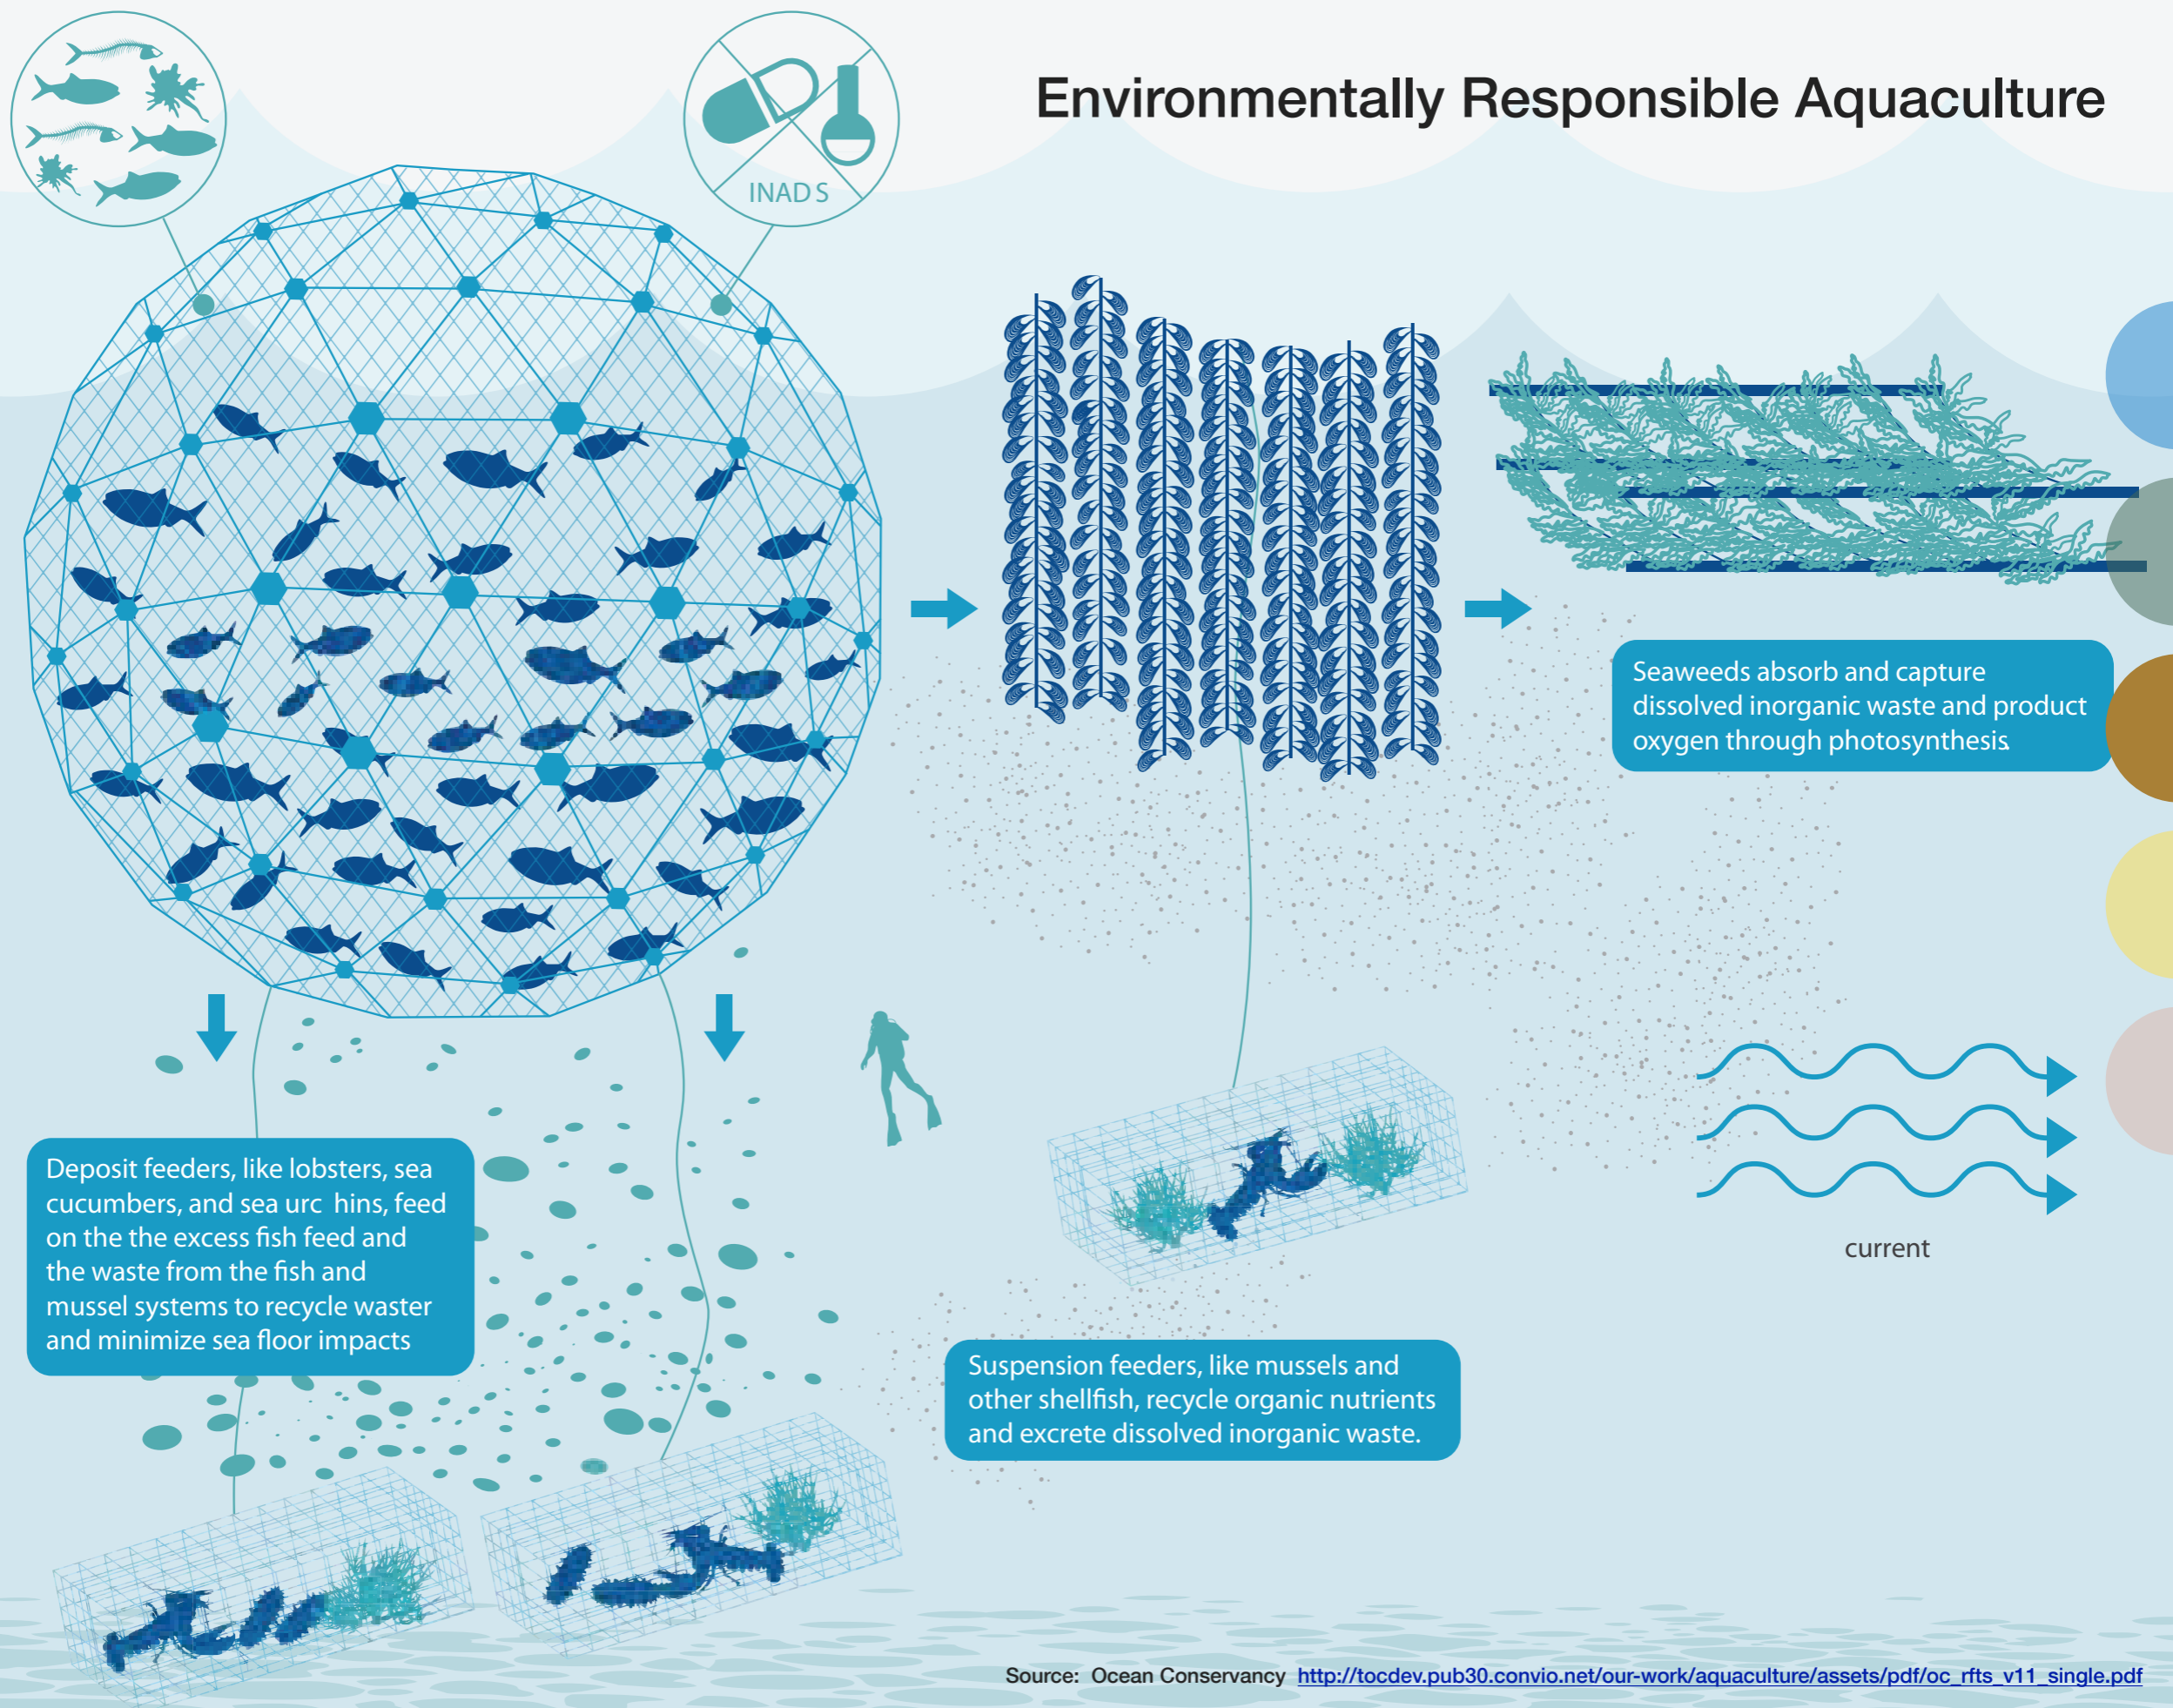 Environmentally Responsible Aquaculture
INADS
Seaweeds absorb and capture
dissolved inorganic waste and product
oxygen through photosynthesis.
Deposit feeders, like lobsters, sea
cucumbers, and sea urc hins, feed
on the the excess fish feed and
the waste from the fish and
mussel systems to recycle waster
and minimize sea floor impacts
current
Suspension feeders, like mussels and
other shellfish, recycle organic nutrients
and excrete dissolved inorganic waste.
Source: Ocean Conservancy http://tocdev.pub30.convio.net/our-work/aquaculture/assets/pdf/oc_rfts_v11_single.pdf